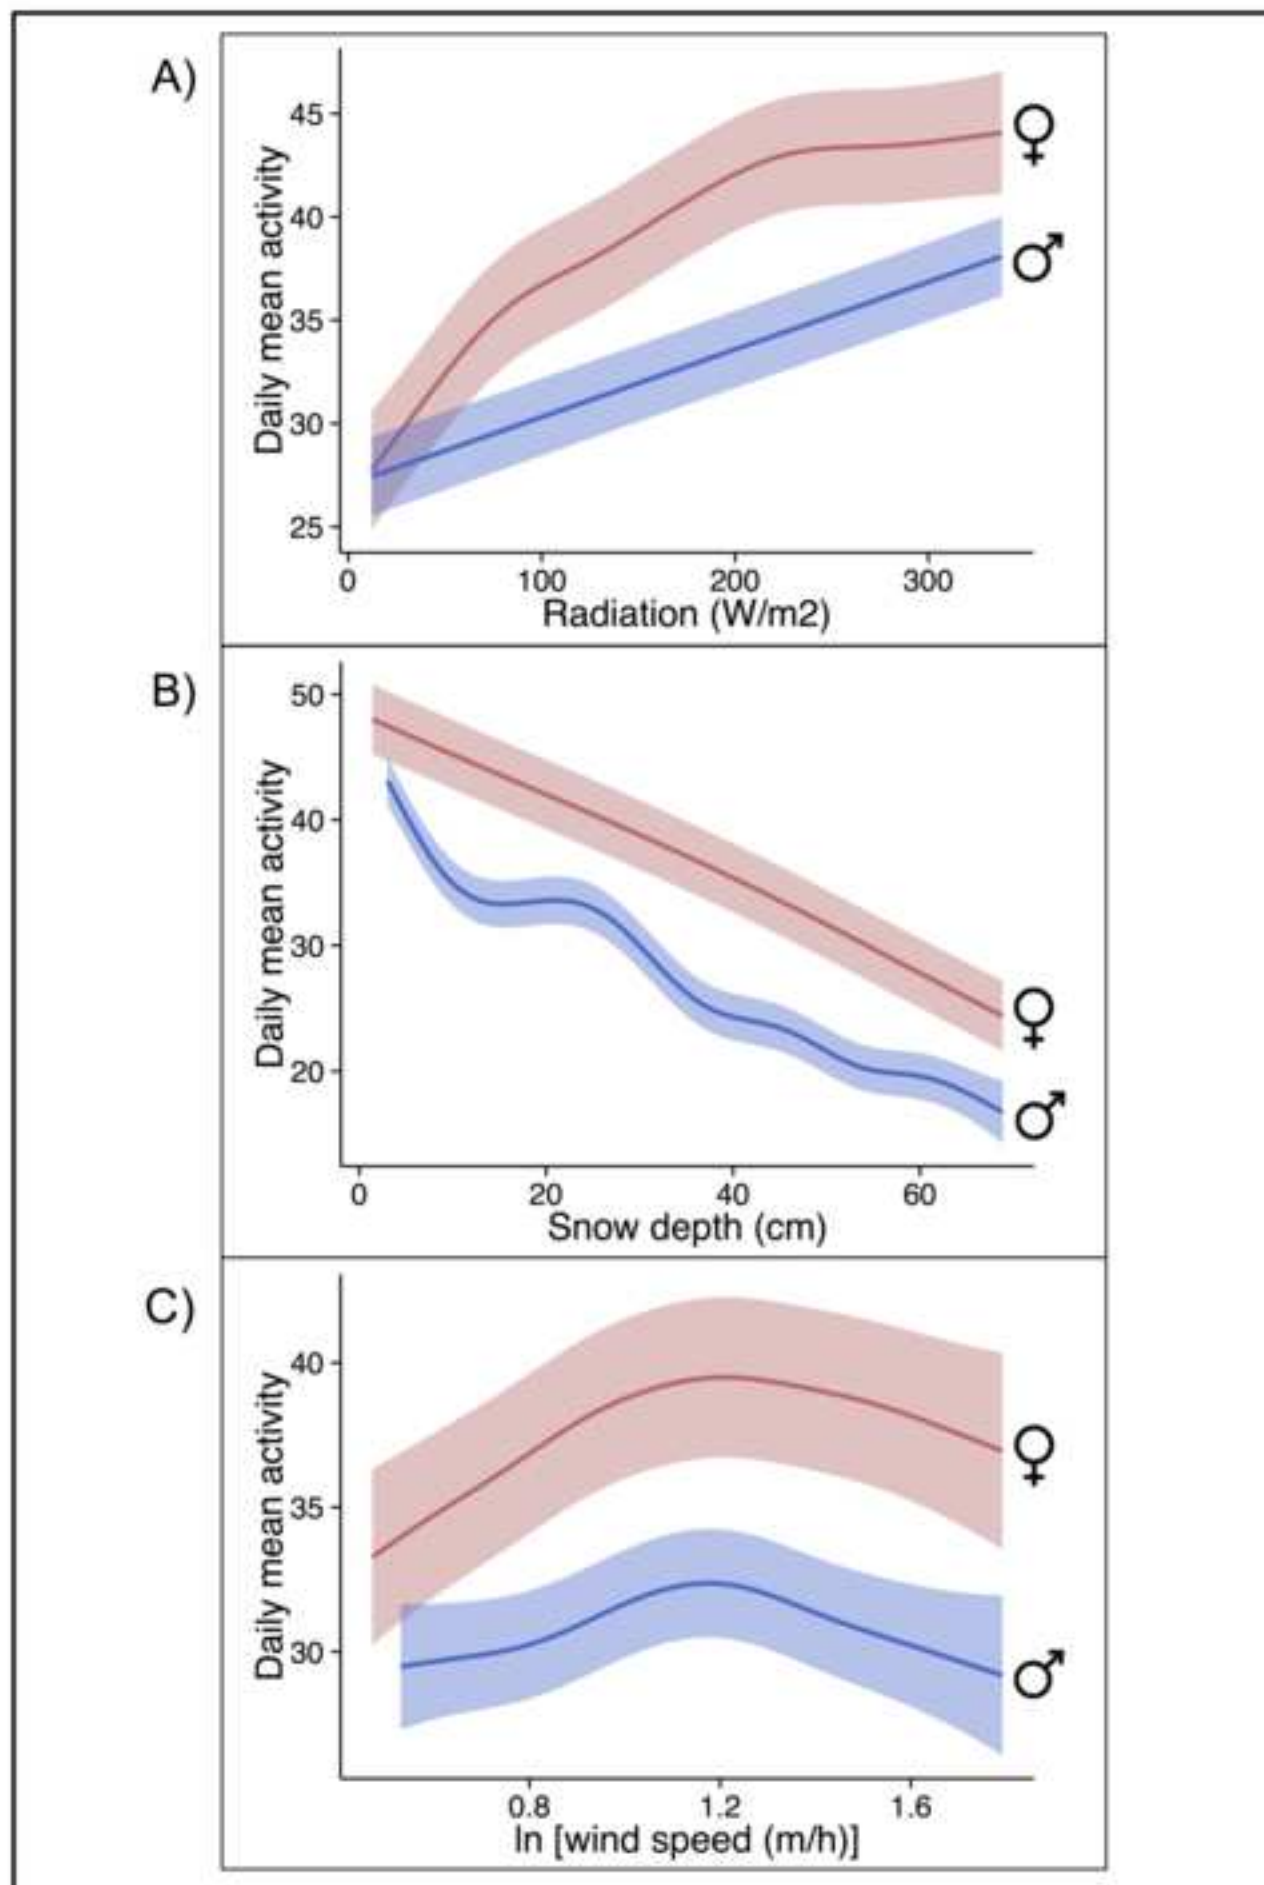 A)
Daily mean activity
45
40
35
30
25
0 100 200 300
Radiation (W/m2)
♀
♂
B)
Daily mean activity
50
40
30
20
0 20 40 60
Snow depth (cm)
♀
♂
C)
Daily mean activity
40
35
30
0.8 1.2 1.6
ln [wind speed (m/h)]
♀
♂